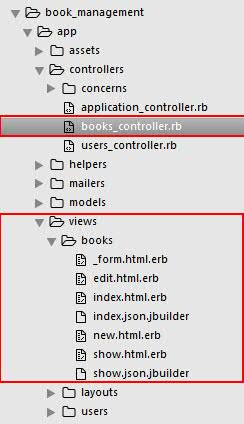 book_management
app
assets
controllers
concerns
application_controller.rb
books_controller.rb
users_controller.rb
helpers
mailers
models
views
books
_form.html.erb
edit.html.erb
index.html.erb
index.json.jbuilder
new.html.erb
show.html.erb
show.json.jbuilder
layouts
users